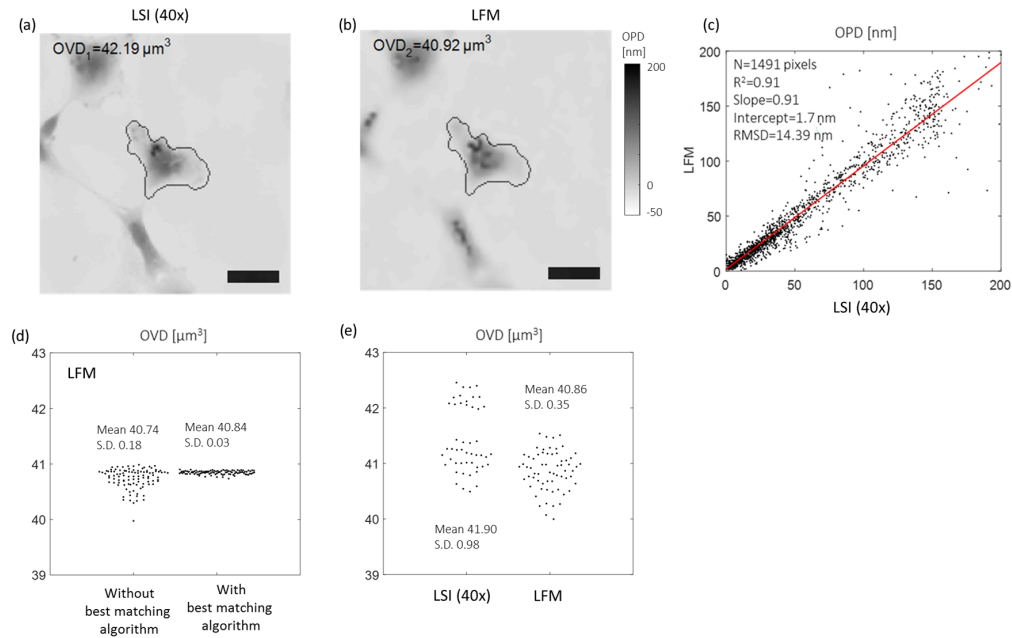 (a)
LSI (40x)
OVD₁=42.19 µm³
(b)
LFM
OVD₂=40.92 µm³
OPD
[nm]
200
0
-50
(c)
OPD [nm]
N=1491 pixels
R²=0.91
Slope=0.91
Intercept=1.7 nm
RMSD=14.39 nm
LFM
200
150
100
50
0
0 50 100 150 200
LSI (40x)
(d)
OVD [µm³]
LFM
43
42
41
40
39
Mean 40.74
S.D. 0.18
Mean 40.84
S.D. 0.03
Without
best matching
algorithm
With
best matching
algorithm
(e)
OVD [µm³]
43
42
41
40
39
Mean 40.86
S.D. 0.35
Mean 41.90
S.D. 0.98
LSI (40x)
LFM